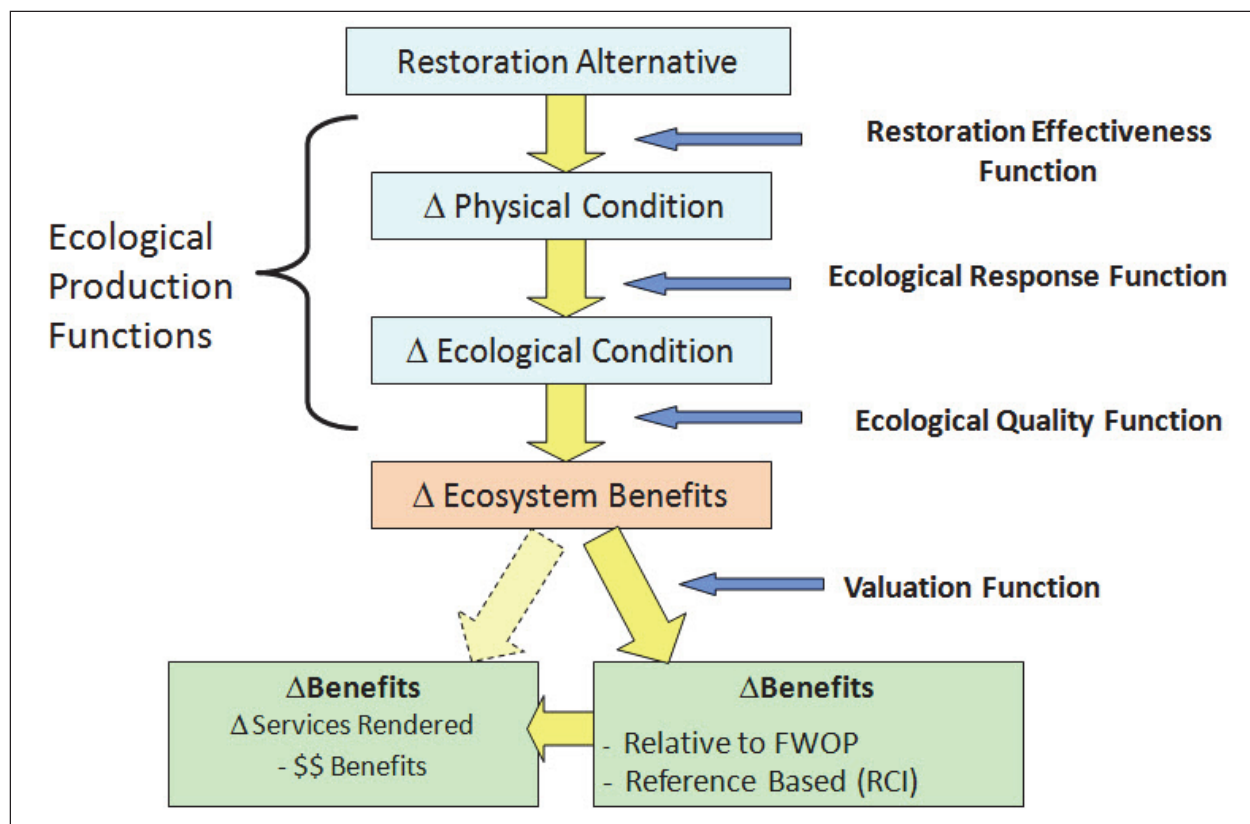 Restoration Alternative
Restoration Effectiveness
Function
Δ Physical Condition
Ecological
Production
Functions
Ecological Response Function
Δ Ecological Condition
Ecological Quality Function
Δ Ecosystem Benefits
Valuation Function
ΔBenefits
Δ Services Rendered
- $$ Benefits
ΔBenefits
- Relative to FWOP
- Reference Based (RCI)